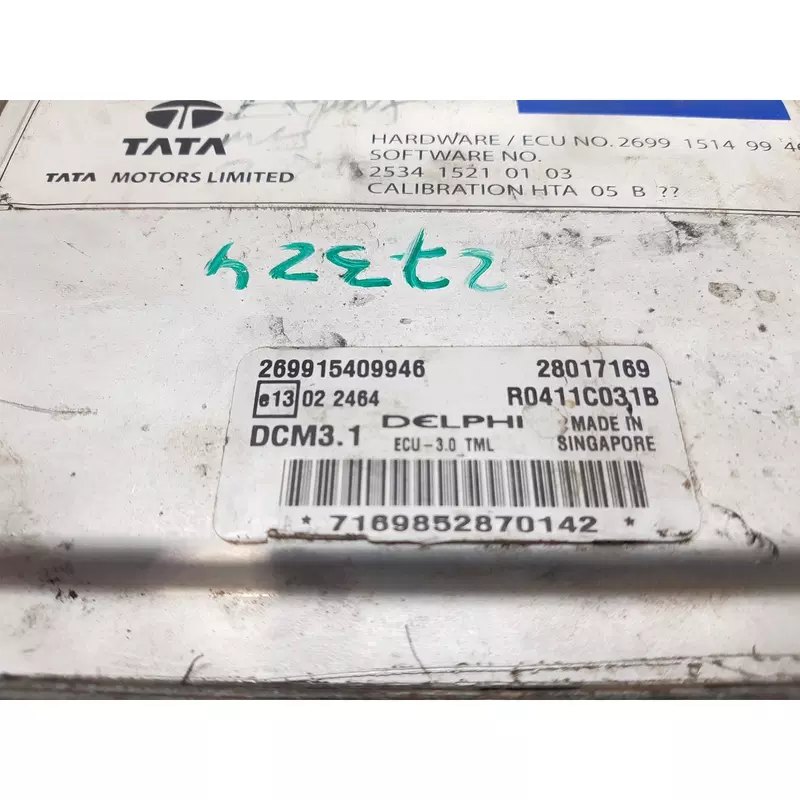 TATA
TATA MOTORS LIMITED
HARDWARE / ECU NO. 2699 1514 99 46
SOFTWARE NO.
2534 1521 01 03
CALIBRATION HTA 05 B ??
269915409946
28017169
e13 02 2464
R0411C031B
DCM3.1
DELPHI
ECU-3.0 TML
MADE IN
SINGAPORE
* 7169852870142 *